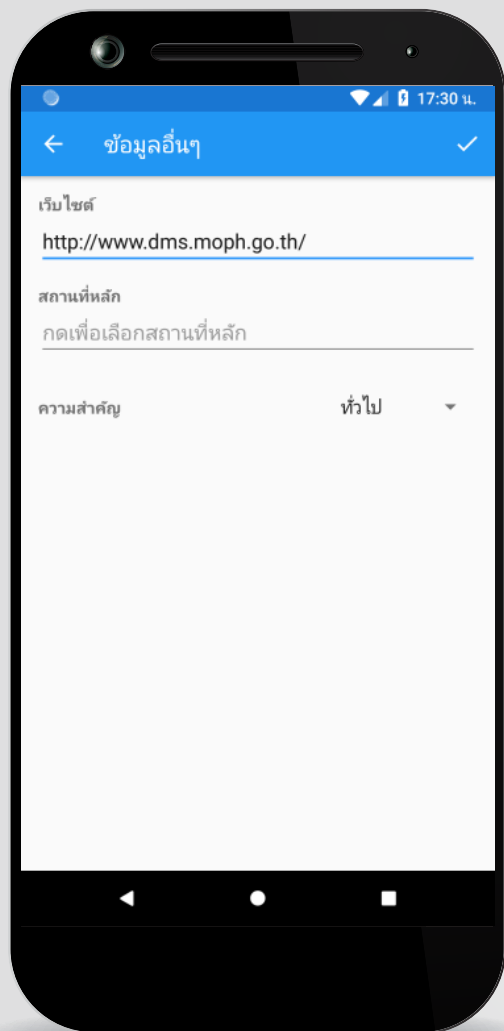 17:30 น.
ข้อมูลอื่นๆ
เว็บไซต์
http://www.dms.moph.go.th/
สถานที่หลัก
กดเพื่อเลือกสถานที่หลัก
ความสำคัญ ทั่วไป